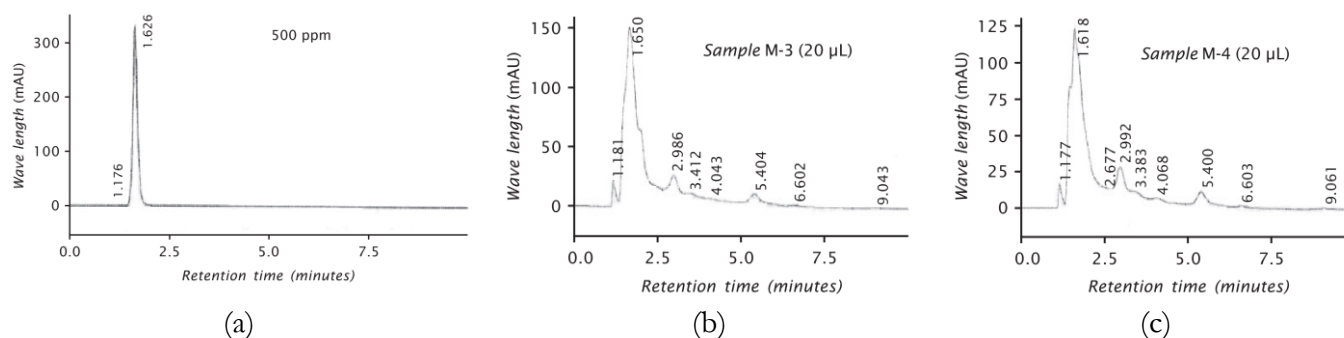 300
200
100
0
Wave length (mAU)
1.176
1.626
500 ppm
0.0 2.5 5.0 7.5
Retention time (minutes)
(a)
150
100
50
0
Wave length (mAU)
1.181
1.650
2.986
3.412
4.043
5.404
6.602
9.043
Sample M-3 (20 µL)
0.0 2.5 5.0 7.5
Retention time (minutes)
(b)
125
100
75
50
25
0
Wave length (mAU)
1.177
1.618
2.677
2.992
3.383
4.068
5.400
6.603
9.061
Sample M-4 (20 µL)
0.0 2.5 5.0 7.5
Retention time (minutes)
(c)